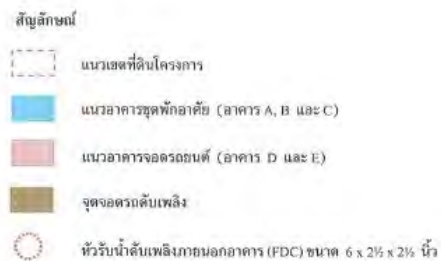 สัญลักษณ์
แนวเขตที่ดินโครงการ
แนวอาคารชุดพักอาศัย (อาคาร A, B และ C)
แนวอาคารจอดรถยนต์ (อาคาร D และ E)
จุดจอดรถดับเพลิง
หัวรับน้ำดับเพลิงภายนอกอาคาร (FDC) ขนาด 6 x 2½ x 2½ นิ้ว